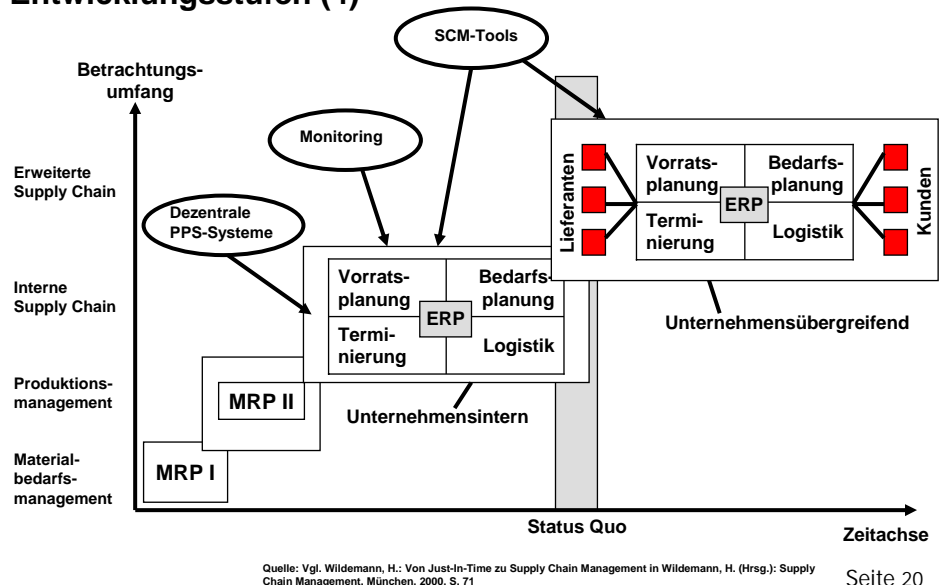 Entwicklungsstufen (4)
SCM-Tools
Betrachtungs-
umfang
Monitoring
Erweiterte
Supply Chain
Dezentrale
PPS-Systeme
Lieferanten
Vorrats-
planung
Bedarfs-
planung
ERP
Termi-
nierung
Logistik
Kunden
Interne
Supply Chain
Vorrats-
planung
Bedarfs-
planung
ERP
Termi-
nierung
Logistik
Unternehmensübergreifend
Produktions-
management
MRP II
Unternehmensintern
Material-
bedarfs-
management
MRP I
Status Quo
Zeitachse
Quelle: Vgl. Wildemann, H.: Von Just-In-Time zu Supply Chain Management in Wildemann, H. (Hrsg.): Supply
Chain Management, München, 2000, S. 71
Seite 20